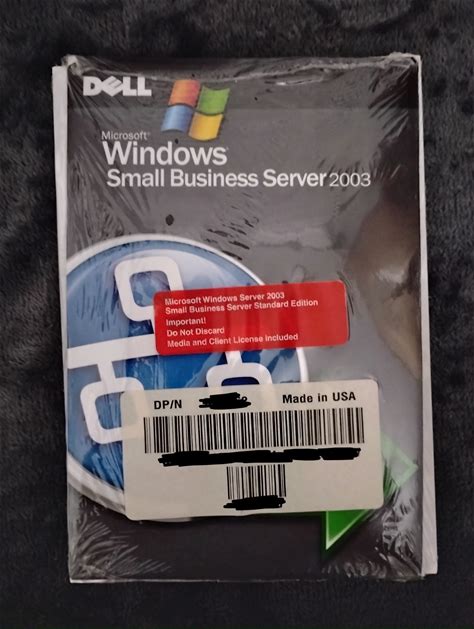 DELL
Microsoft
Windows
Small Business Server 2003
Microsoft Windows Server 2003
Small Business Server Standard Edition
Important!
Do Not Discard
Media and Client License Included
DP/N Made in USA